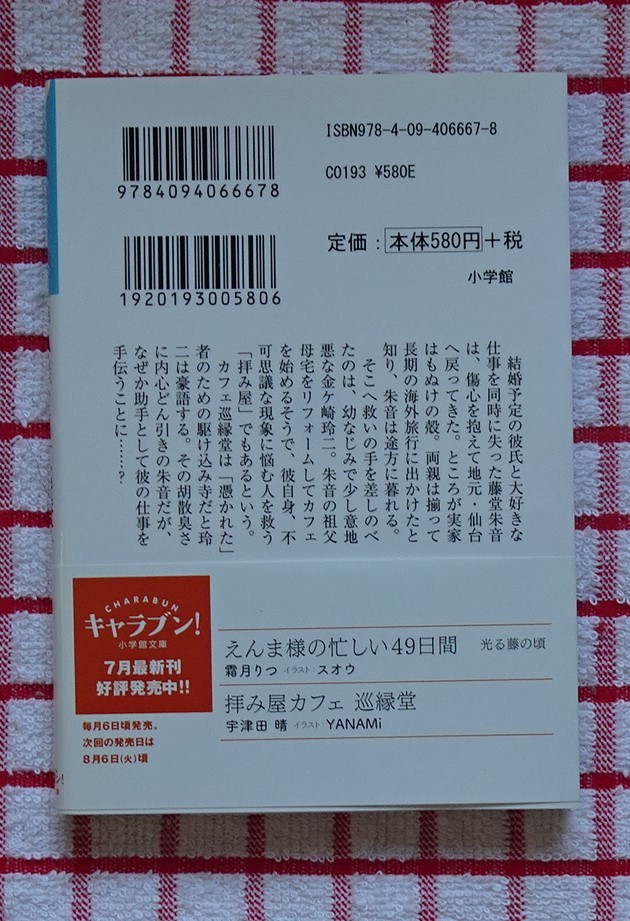 ISBN978-4-09-406667-8
9784094066678
C0193 ¥580E
1920193005806
定価：本体580円＋税
小学館
結婚予定の彼氏と大好きな
仕事を同時に失った藤堂朱音
は、傷心を抱えて地元・仙台
へ戻ってきた。ところが実家
はもぬけの殻。両親は揃って
長期の海外旅行に出かけたと
知り、朱音は途方に暮れる。
そこへ救いの手を差しのべ
たのは、幼なじみで少し意地
悪な金ヶ崎玲二。朱音の祖父
母宅をリフォームしてカフェ
を始めるそうで、彼自身、不
可思議な現象に悩む人を救う
「拝み屋」でもあるという。
カフェ巡縁堂は「憑かれた」
者のための駆け込み寺だと玲
二は豪語する。その胡散臭さ
に内心どん引きの朱音だが、
なぜか助手として彼の仕事を
手伝うことに……？
CHARABUN
キャラブン!
小学館文庫
7月最新刊
好評発売中!!
毎月6日頃発売。
次回の発売日は
8月6日(火)頃
えんま様の忙しい49日間 光る藤の頃
霜月りつ イラスト:スオウ
拝み屋カフェ 巡縁堂
宇津田 晴 イラスト:YANAMi